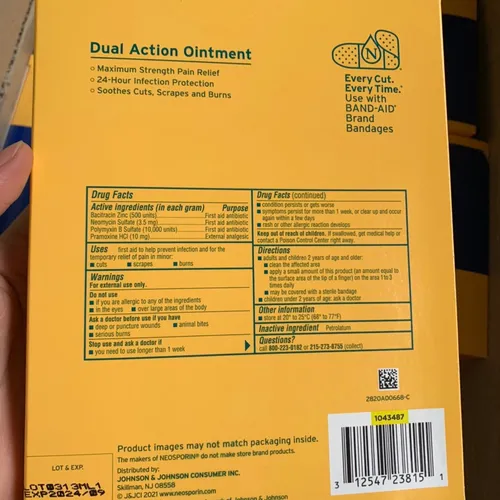 Dual Action Ointment
○ Maximum Strength Pain Relief
○ 24-Hour Infection Protection
○ Soothes Cuts, Scrapes and Burns
N
Every Cut.
Every Time.*
Use with
BAND-AID®
Brand
Bandages
Drug Facts
Active ingredients (in each gram) Purpose
Bacitracin Zinc (500 units) First aid antibiotic
Neomycin Sulfate (3.5 mg) First aid antibiotic
Polymyxin B Sulfate (10,000 units) First aid antibiotic
Pramoxine HCl (10 mg) External analgesic
Uses first aid to help prevent infection and for the
temporary relief of pain in minor:
■ cuts ■ scrapes ■ burns
Warnings
For external use only.
Do not use
■ if you are allergic to any of the ingredients
■ in the eyes ■ over large areas of the body
Ask a doctor before use if you have
■ deep or puncture wounds ■ animal bites
■ serious burns
Stop use and ask a doctor if
■ you need to use longer than 1 week
Drug Facts (continued)
■ condition persists or gets worse
■ symptoms persist for more than 1 week, or clear up and occur
again within a few days
■ rash or other allergic reaction develops
Keep out of reach of children. If swallowed, get medical help or
contact a Poison Control Center right away.
Directions
■ adults and children 2 years of age and older:
■ clean the affected area
■ apply a small amount of this product (an amount equal to
the surface area of the tip of a finger) on the area 1 to 3
times daily
■ may be covered with a sterile bandage
■ children under 2 years of age: ask a doctor
Other information
■ store at 20° to 25°C (68° to 77°F)
Inactive ingredient Petrolatum
Questions?
call 800-223-0182 or 215-273-8755 (collect)
2820AD0668-C
1043487
3 12547 23815 1
Product images may not match packaging inside.
The makers of NEOSPORIN® do not make store brand products.
Distributed by:
JOHNSON & JOHNSON CONSUMER INC.
Skillman, NJ 08558
© J&JCI 2021 www.neosporin.com
Johnson & Johnson
LOT & EXP.
LOT0313ML1
EXP2024/09